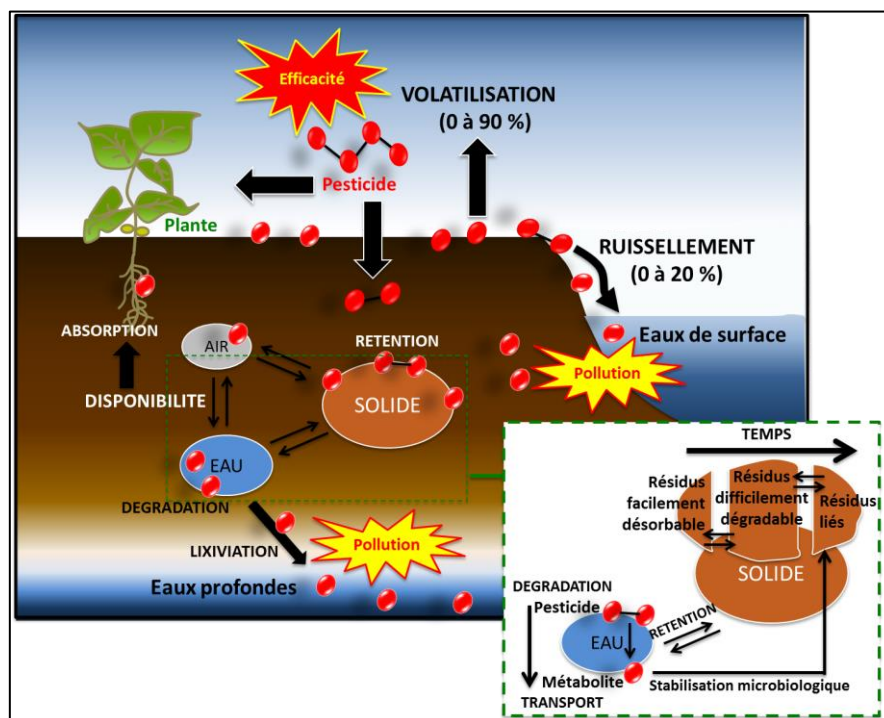 Efficacité
VOLATILISATION
(0 à 90 %)
Pesticide
Plante
RUISSELLEMENT
(0 à 20 %)
ABSORPTION
AIR
RETENTION
Eaux de surface
Pollution
DISPONIBILITE
SOLIDE
EAU
DEGRADATION
LIXIVIATION
Pollution
Eaux profondes
TEMPS
Résidus
facilement
désorbable
Résidus
difficilement
dégradable
Résidus
liés
SOLIDE
DEGRADATION
Pesticide
EAU
RETENTION
Métabolite
Stabilisation microbiologique
TRANSPORT